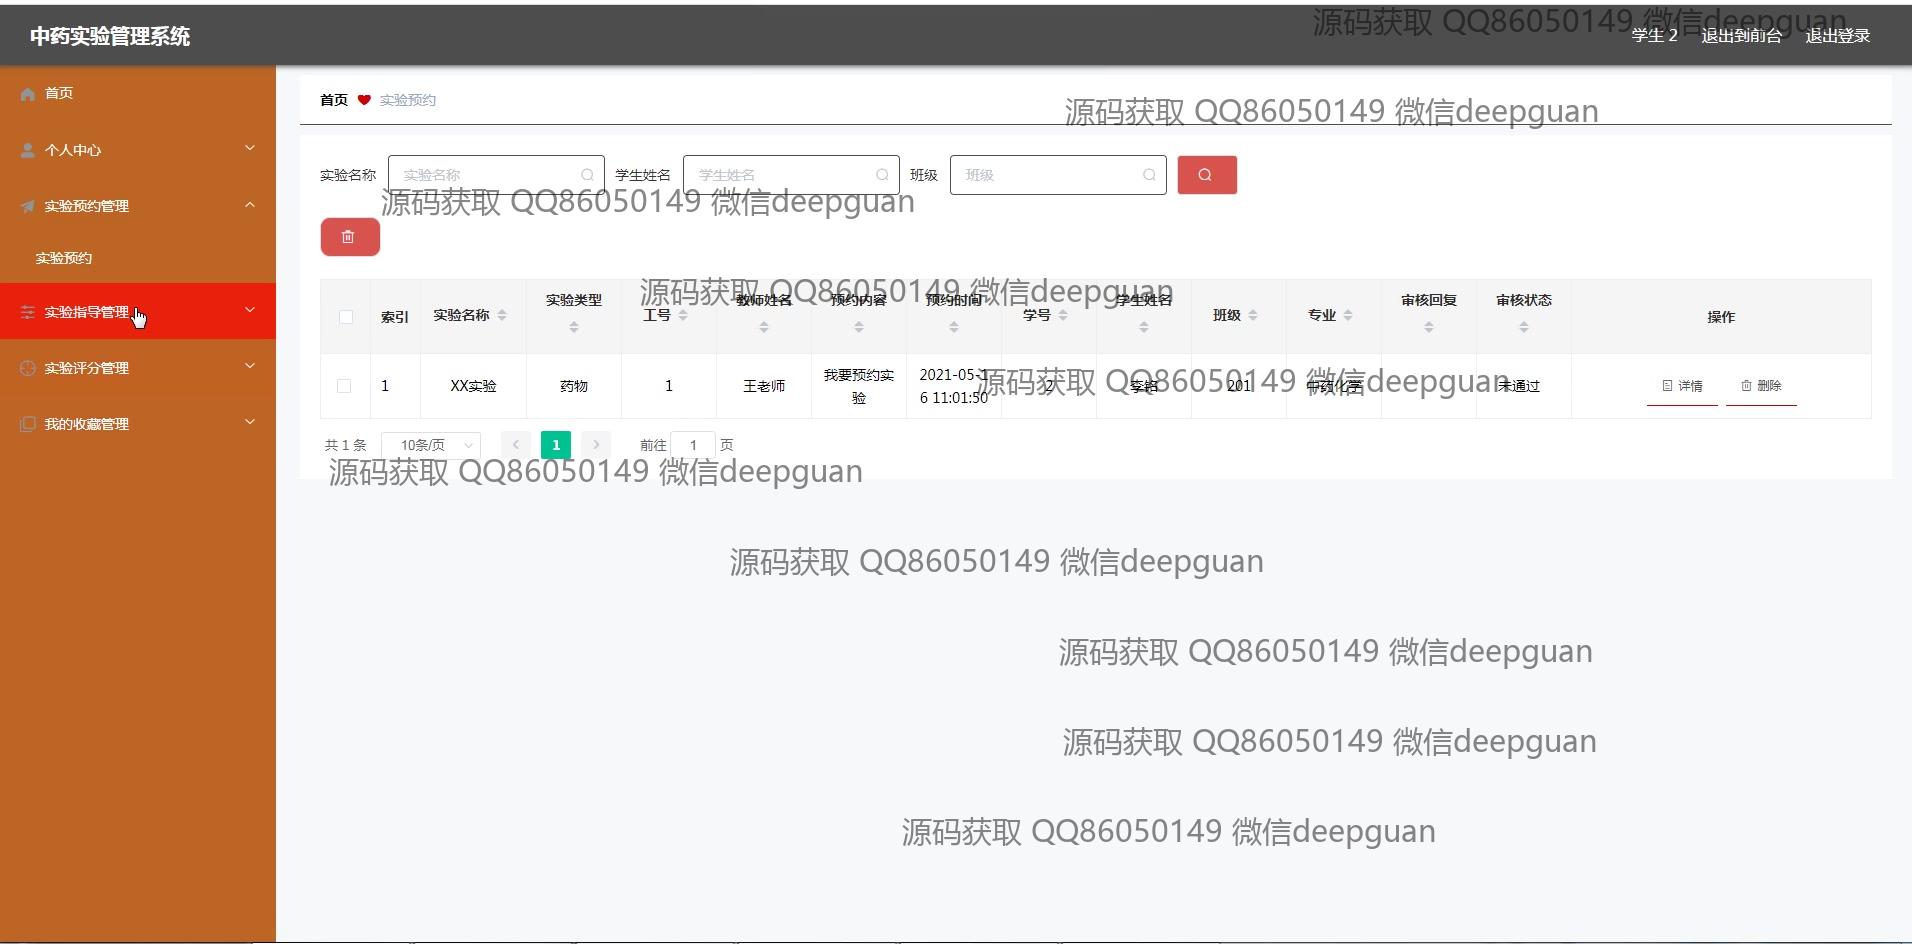 源码获取 QQ86050149 微信deepguan
中药实验管理系统
学生 2 退出到前台 退出登录
首页
个人中心
实验预约管理
实验预约
实验指导管理
实验评分管理
我的收藏管理
首页 实验预约
源码获取 QQ86050149 微信deepguan
实验名称 实验名称 学生姓名 学生姓名 班级 班级
源码获取 QQ86050149 微信deepguan
源码获取 QQ86050149 微信deepguan
索引 实验名称 实验类型 工号 教师姓名 预约内容 预约时间 学号 学生姓名 班级 专业 审核回复 审核状态 操作
1 XX实验 药物 1 王老师 我要预约实验 2021-05-16 11:01:50 2 李铭 201 中药化学 未通过 详情 删除
源码获取 QQ86050149 微信deepguan
共 1 条 10条/页 1 前往 1 页
源码获取 QQ86050149 微信deepguan
源码获取 QQ86050149 微信deepguan
源码获取 QQ86050149 微信deepguan
源码获取 QQ86050149 微信deepguan
源码获取 QQ86050149 微信deepguan